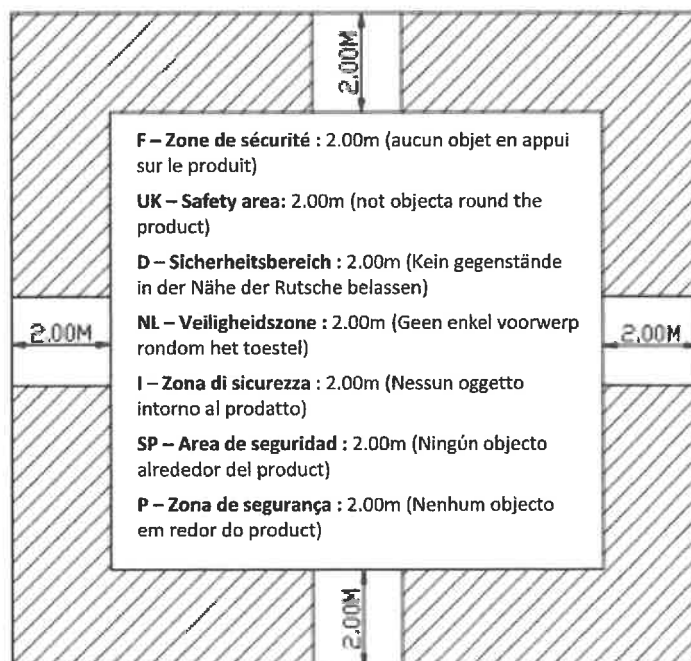 2.00M
F – Zone de sécurité : 2.00m (aucun objet en appui
sur le produit)
UK – Safety area: 2.00m (not objecta round the
product)
D – Sicherheitsbereich : 2.00m (Kein gegenstände
in der Nähe der Rutsche belassen)
2.00M
2.00M
NL – Veiligheidszone : 2.00m (Geen enkel voorwerp
rondom het toestel)
I – Zona di sicurezza : 2.00m (Nessun oggetto
intorno al prodatto)
SP – Area de seguridad : 2.00m (Ningún objecto
alrededor del product)
P – Zona de segurança : 2.00m (Nenhum objecto
em redor do product)
2.00M